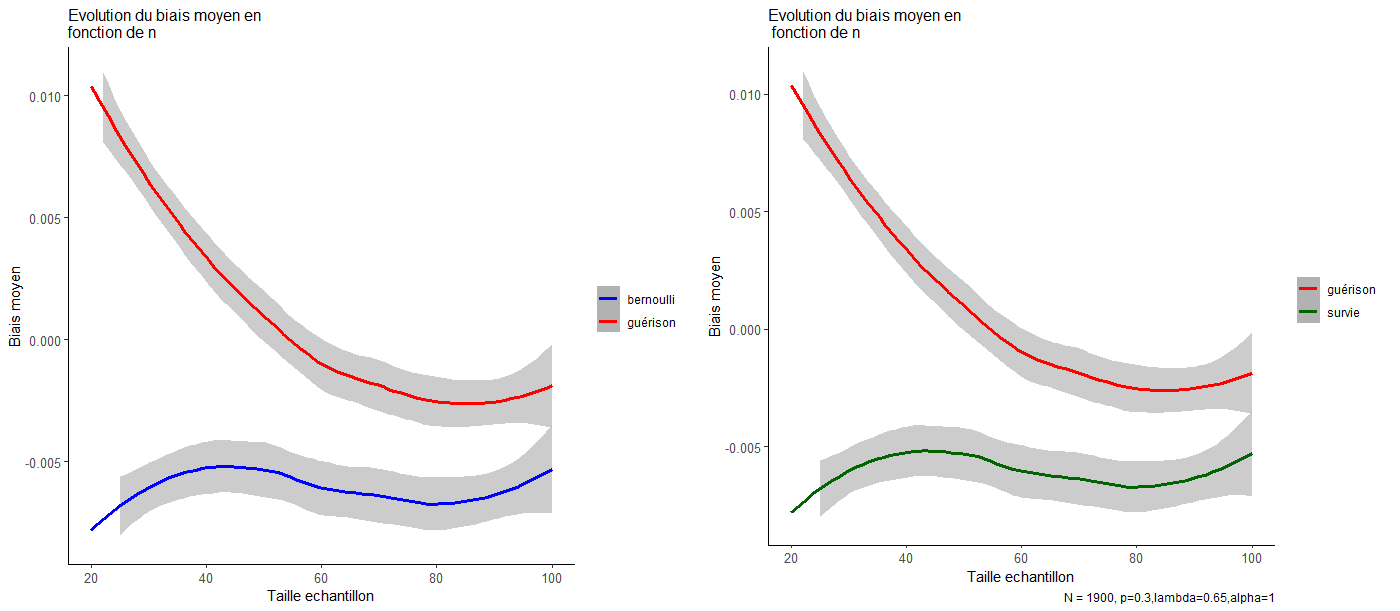 Evolution du biais moyen en
fonction de n
Biais moyen
0.010
0.005
0.000
-0.005
20 40 60 80 100
Taille echantillon
bernoulli
guérison
Evolution du biais moyen en
fonction de n
Biais moyen
0.010
0.005
0.000
-0.005
20 40 60 80 100
Taille echantillon
guérison
survie
N = 1900, p=0.3,lambda=0.65,alpha=1